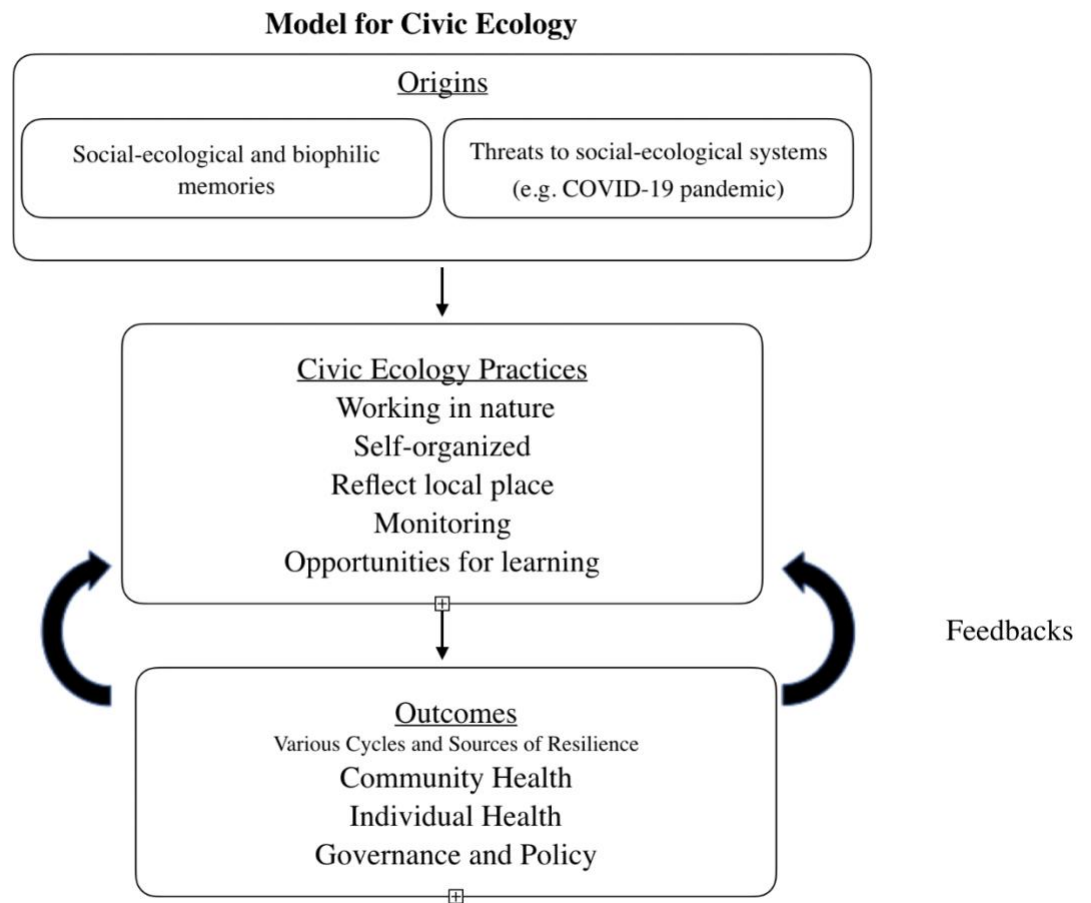 Model for Civic Ecology
Origins
Social-ecological and biophilic
memories
Threats to social-ecological systems
(e.g. COVID-19 pandemic)
Civic Ecology Practices
Working in nature
Self-organized
Reflect local place
Monitoring
Opportunities for learning
Feedbacks
Outcomes
Various Cycles and Sources of Resilience
Community Health
Individual Health
Governance and Policy